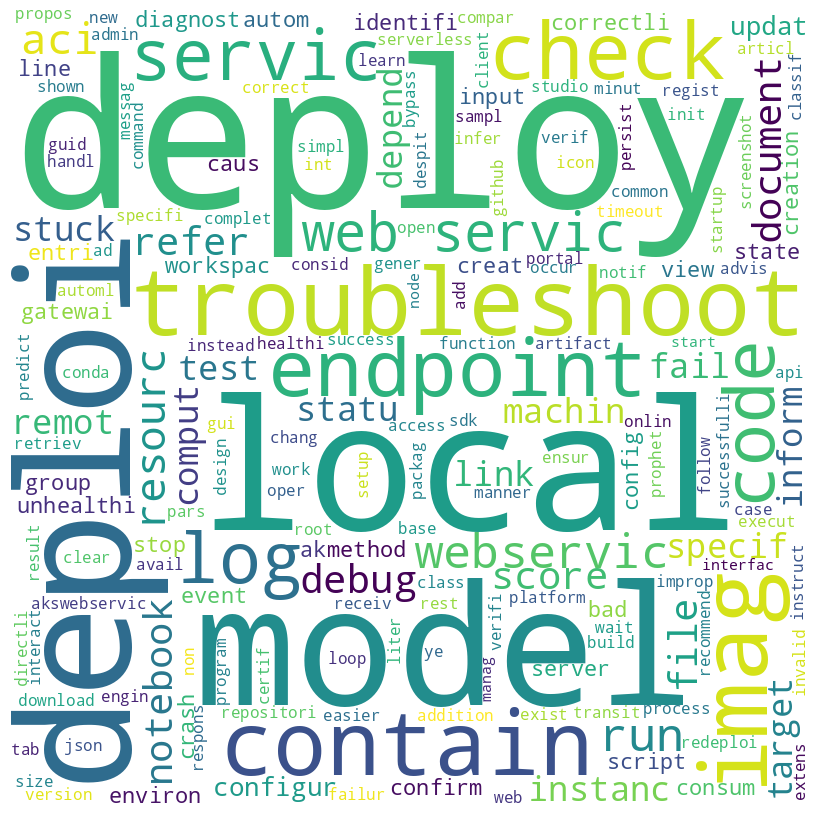 propos
new
admin
diagnost
autom
identifi
compar
correctli
updat
aci
servic
serverless
client
check
articl
line
learn
shown
messag
command
correct
deploy
depend
bypass
input
studio
minut
regist
document
classif
sampl
init
guid
handl
caus
simpl
int
despit
infer
github
verif
icon
persist
common
timeout
startup
screenshot
creation
stuck
specifi
complet
refer
web servic
open
entri
ad
workspac
consid
gener
creat
portal
occur
notif
view
advis
state
deploi
automl
gatewai
troubleshoot
node
add
predict
conda
instead
healthi
success
function
artifact
start
api
resourc
test
endpoint
fail
code
remot
retriev
gui
statu
access
sdk
machin
onlin
inform
comput
design
chang
work
oper
setup
local
packag
link
manner
ensur
config
prophet
follow
successfulli
group
unhealthi
pars
root
base
case
execut
result
clear
stop
avail
log
ak
method
webservic
specif
interfac
akswebservic
event
debug
class
score
platform
bad
improp
imag
instruct
directli
interact
notebook
non
program
certif
receiv
rest
liter
verifi
wait
build
file
recommend
invalid
model
loop
ye
manag
server
target
download
engin
crash
respons
repositori
easier
addition
exist
transit
process
tab
json
contain
run
redeploi
script
extens
size
version
environ
configur
failur
confirm
web
instanc
consum